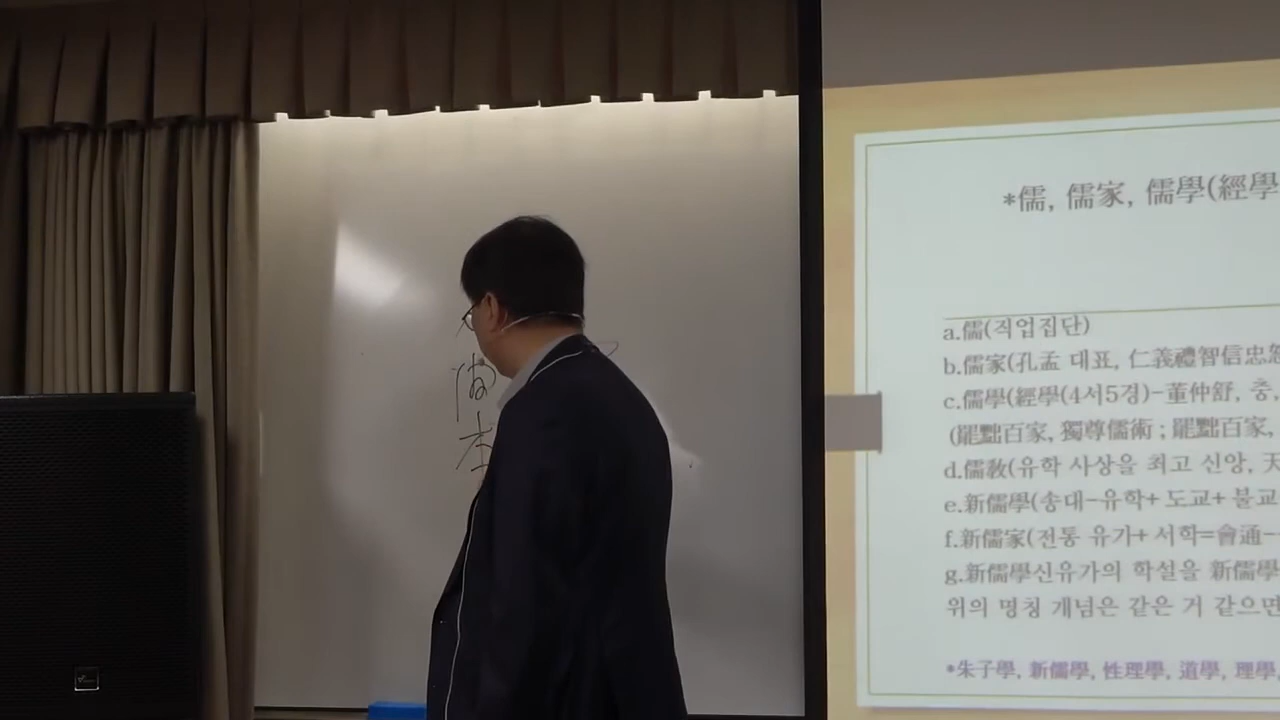 *儒, 儒家, 儒學(經學
a.儒(직업집단)
b.儒家(孔孟 대표, 仁義禮智信忠恕
c.儒學(經學(4서5경)-董仲舒, 충,
(罷黜百家, 獨尊儒術 ; 罷黜百家,
d.儒敎(유학 사상을 최고 신앙, 天
e.新儒學(송대-유학+ 도교+ 불교
f.新儒家(전통 유가+ 서학=會通-
g.新儒學신유가의 학설을 新儒學
위의 명칭 개념은 같은 거 같으면
*朱子學, 新儒學, 性理學, 道學, 理學,